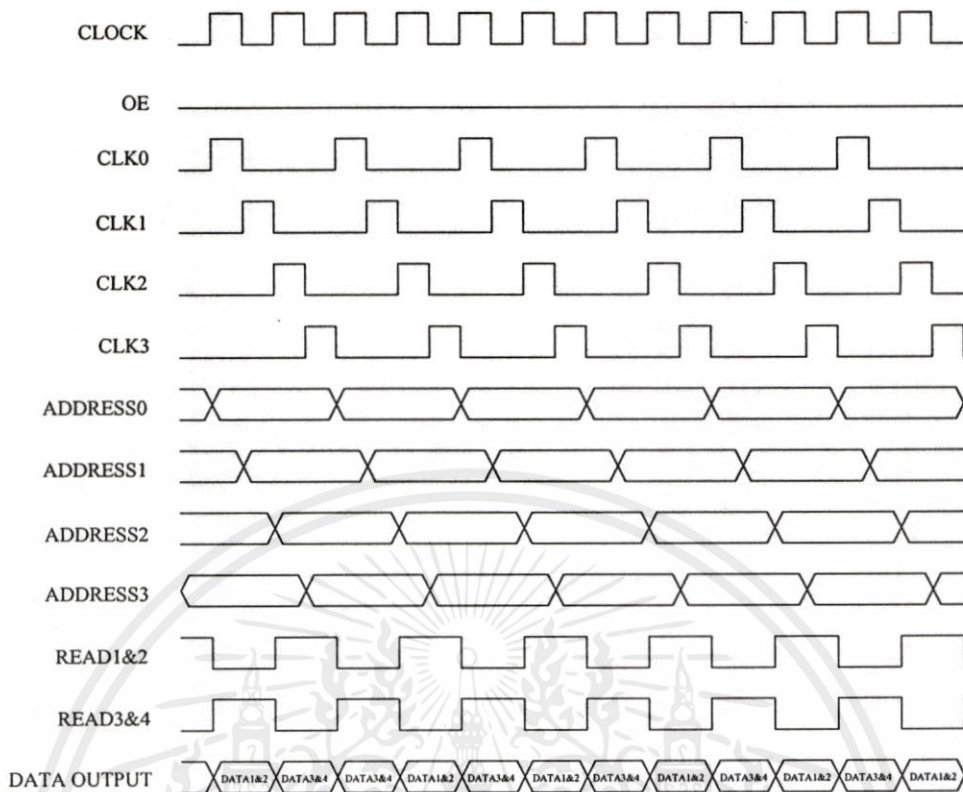 CLOCK
OE
CLK0
CLK1
CLK2
CLK3
ADDRESS0
ADDRESS1
ADDRESS2
ADDRESS3
READ1&2
READ3&4
DATA OUTPUT DATA1&2 DATA3&4 DATA3&4 DATA1&2 DATA3&4 DATA1&2 DATA3&4 DATA1&2 DATA3&4 DATA1&2 DATA3&4 DATA1&2